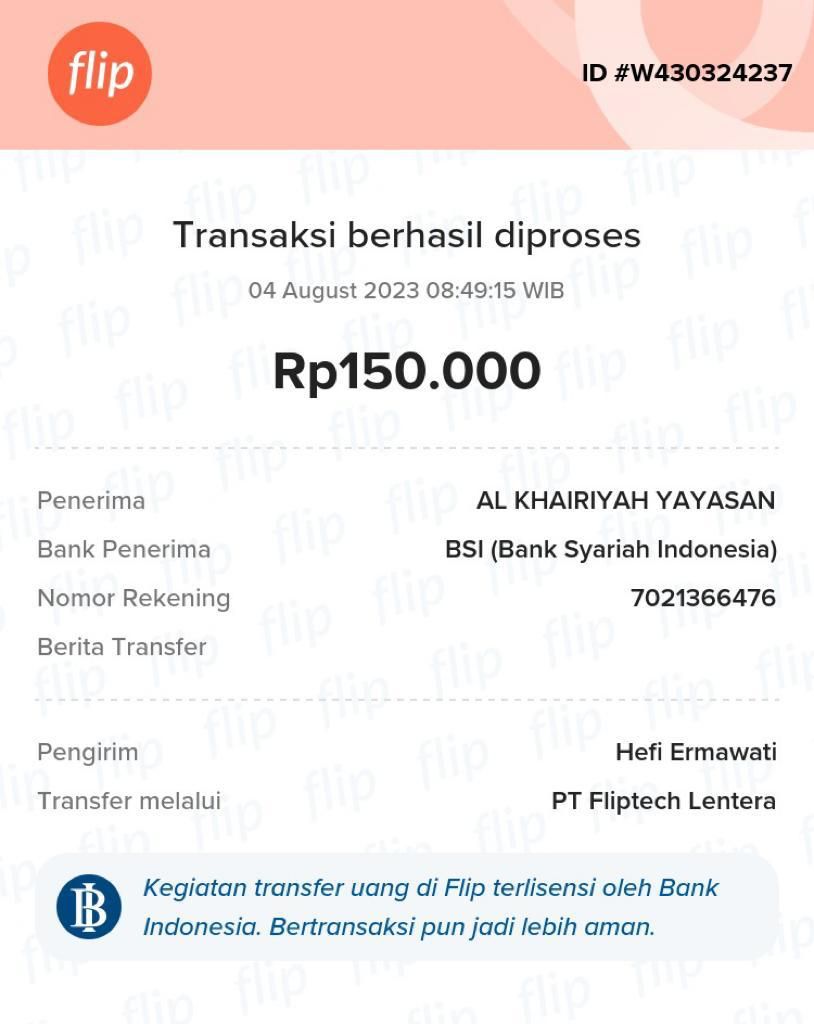 flip
ID #W430324237
Transaksi berhasil diproses
04 August 2023 08:49:15 WIB
Rp150.000
Penerima AL KHAIRIYAH YAYASAN
Bank Penerima BSI (Bank Syariah Indonesia)
Nomor Rekening 7021366476
Berita Transfer
Pengirim Hefi Ermawati
Transfer melalui PT Fliptech Lentera
Kegiatan transfer uang di Flip terlisensi oleh Bank
Indonesia. Bertransaksi pun jadi lebih aman.